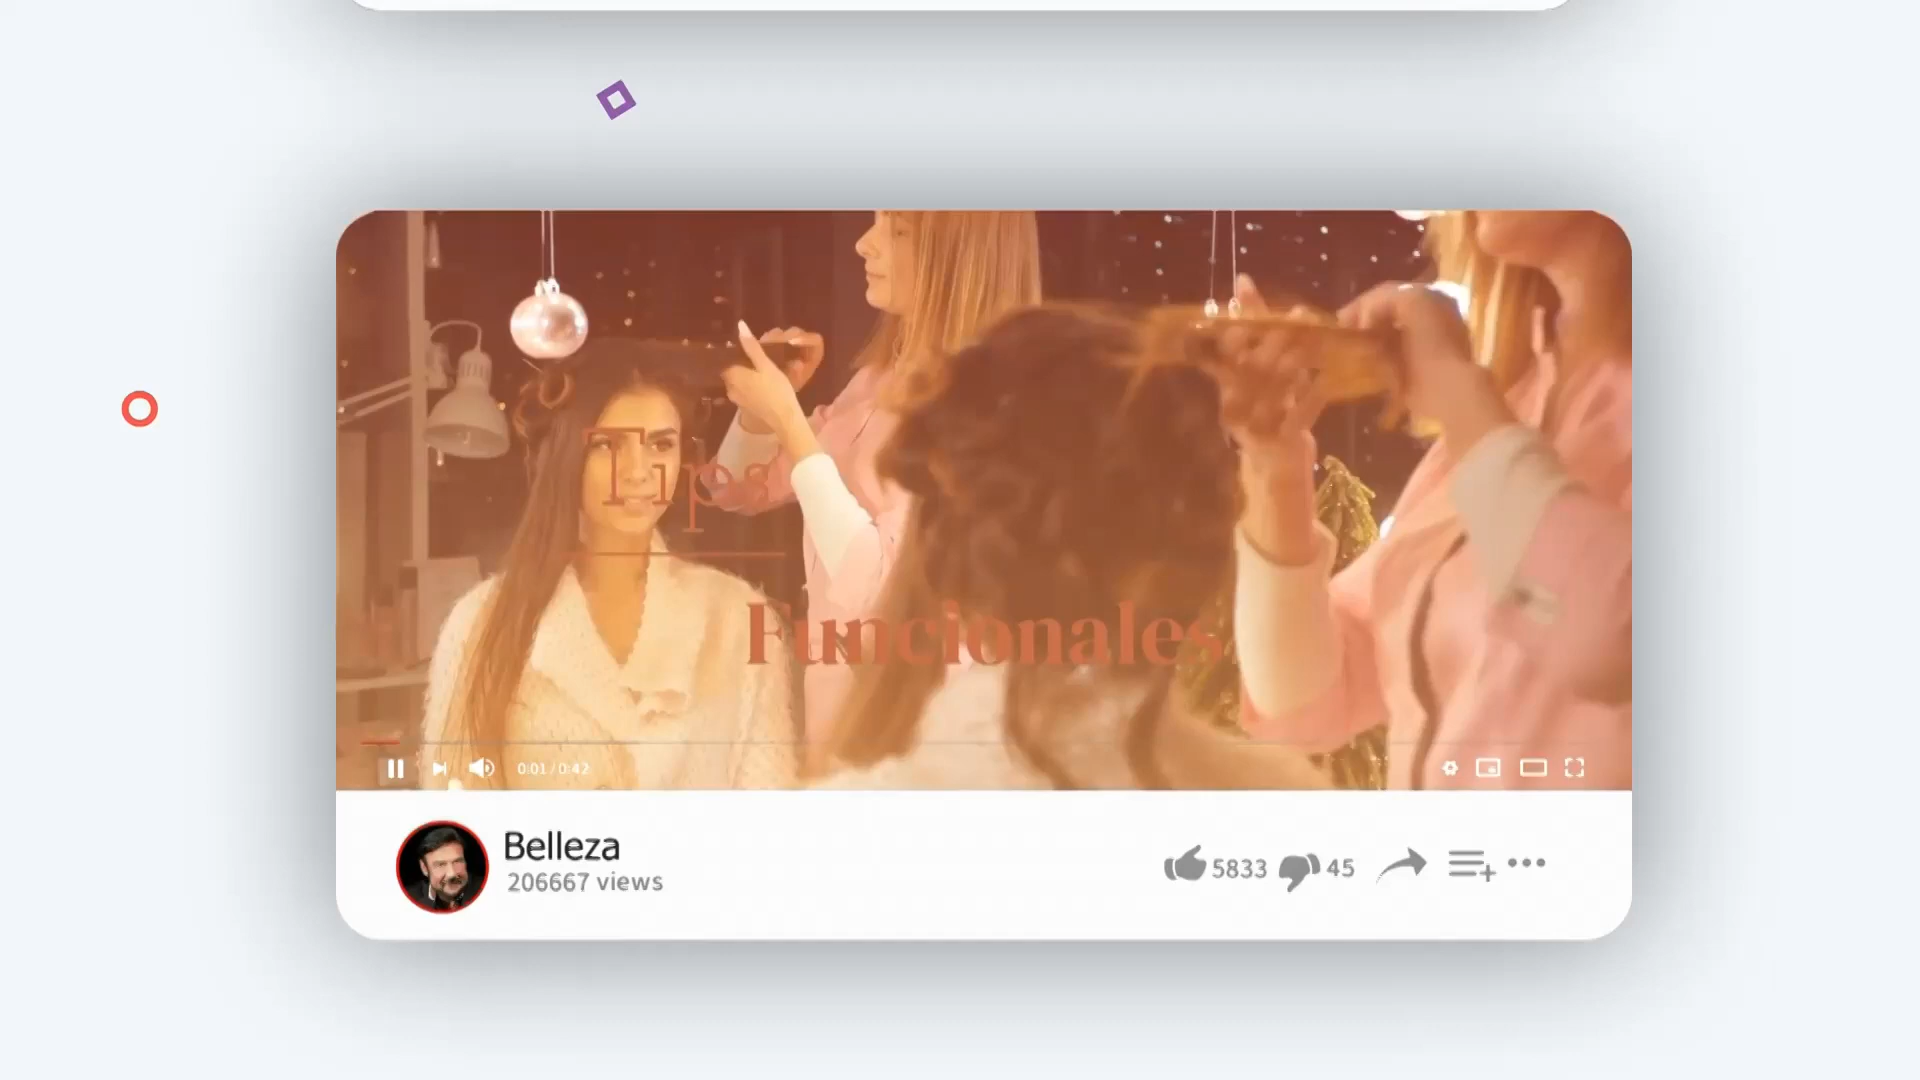 Tips
Funcionales
0:01 / 0:42
Belleza
206667 views
5833
45